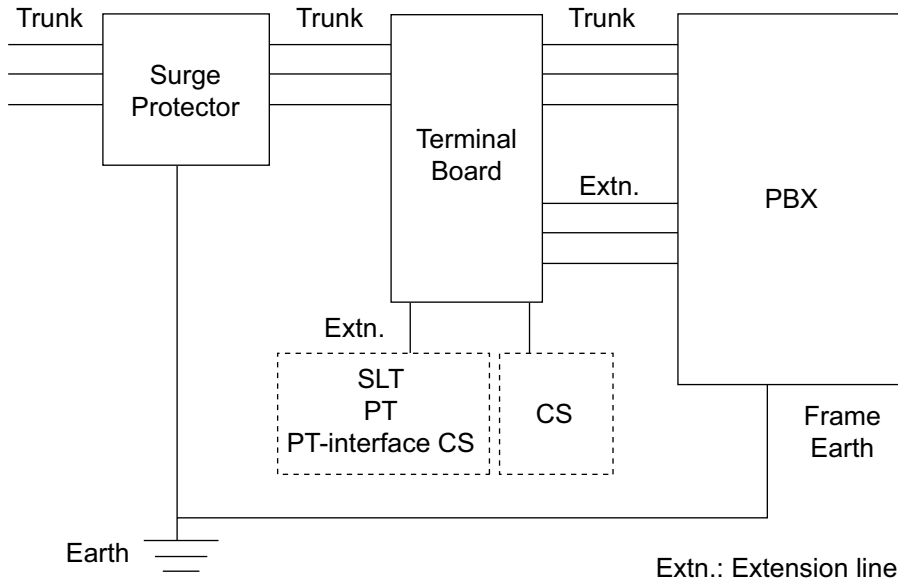 Trunk
Trunk
Trunk
Surge
Protector
Terminal
Board
Extn.
PBX
Extn.
SLT
PT
PT-interface CS
CS
Frame
Earth
Earth
Extn.: Extension line